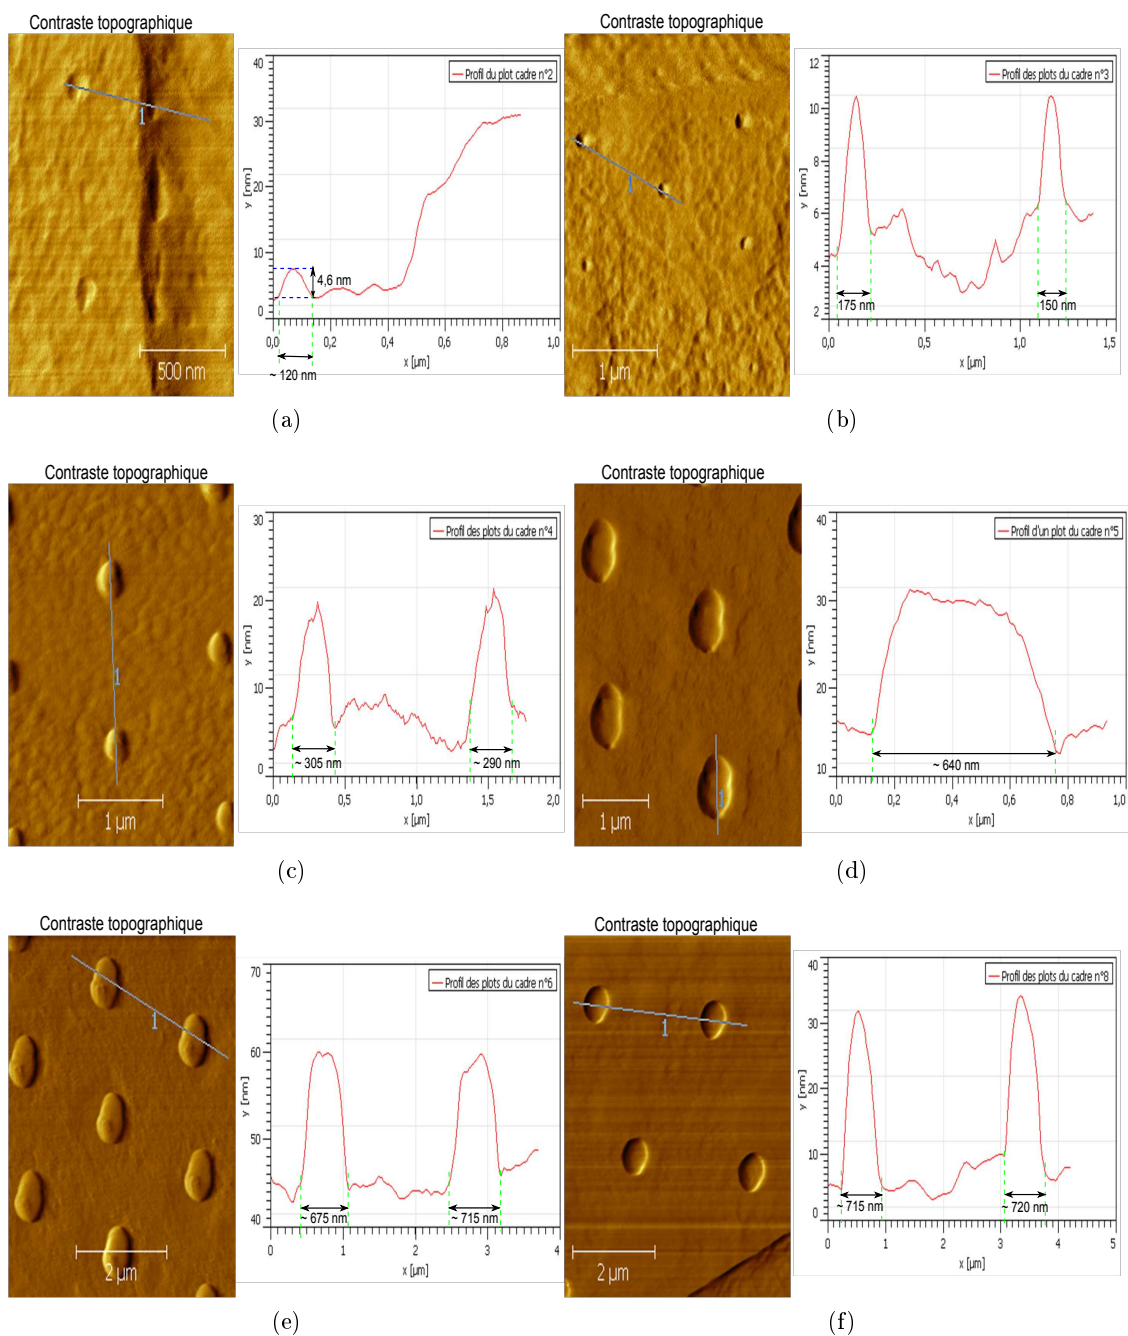 Contraste topographique
40
30
20
10
0
y [nm]
Profil du plot cadre n°2
4,6 nm
0,0 0,2 0,4 0,6 0,8 1,0
x [µm]
~ 120 nm
1
500 nm
(a)
Contraste topographique
12
10
8
6
4
2
y [nm]
Profil des plots du cadre n°3
175 nm
150 nm
0,0 0,5 1,0 1,5
x [µm]
1
1 µm
(b)
Contraste topographique
30
20
10
0
y [nm]
Profil des plots du cadre n°4
~ 305 nm
~ 290 nm
0,0 0,5 1,0 1,5 2,0
x [µm]
1
1 µm
(c)
Contraste topographique
40
30
20
10
y [nm]
Profil d'un plot du cadre n°5
~ 640 nm
0,0 0,2 0,4 0,6 0,8 1,0
x [µm]
1
1 µm
(d)
Contraste topographique
70
60
50
40
y [nm]
Profil des plots du cadre n°6
~ 675 nm
~ 715 nm
0 1 2 3 4
x [µm]
1
2 µm
(e)
Contraste topographique
40
30
20
10
0
y [nm]
Profil des plots du cadre n°8
~ 715 nm
~ 720 nm
0 1 2 3 4 5
x [µm]
1
2 µm
(f)